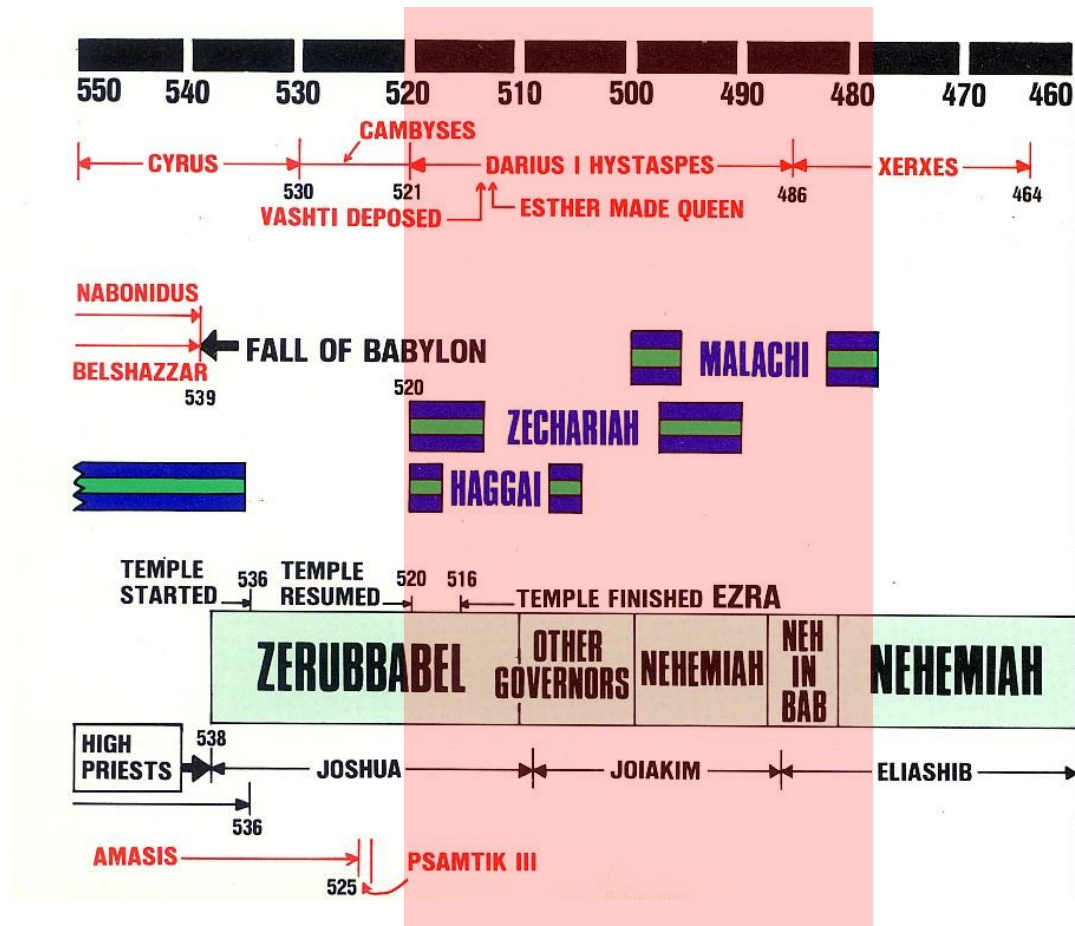 550 540 530 520 510 500 490 480 470 460
CAMBYSES
CYRUS DARIUS I HYSTASPES XERXES
530 521 486 464
VASHTI DEPOSED ESTHER MADE QUEEN
NABONIDUS
FALL OF BABYLON MALACHI
BELSHAZZAR
539 520
ZECHARIAH
HAGGAI
TEMPLE STARTED 536 TEMPLE RESUMED 520 516 TEMPLE FINISHED EZRA
ZERUBBABEL OTHER GOVERNORS NEHEMIAH NEH IN BAB NEHEMIAH
HIGH PRIESTS 538 JOSHUA JOIAKIM ELIASHIB
536
AMASIS PSAMTIK III
525